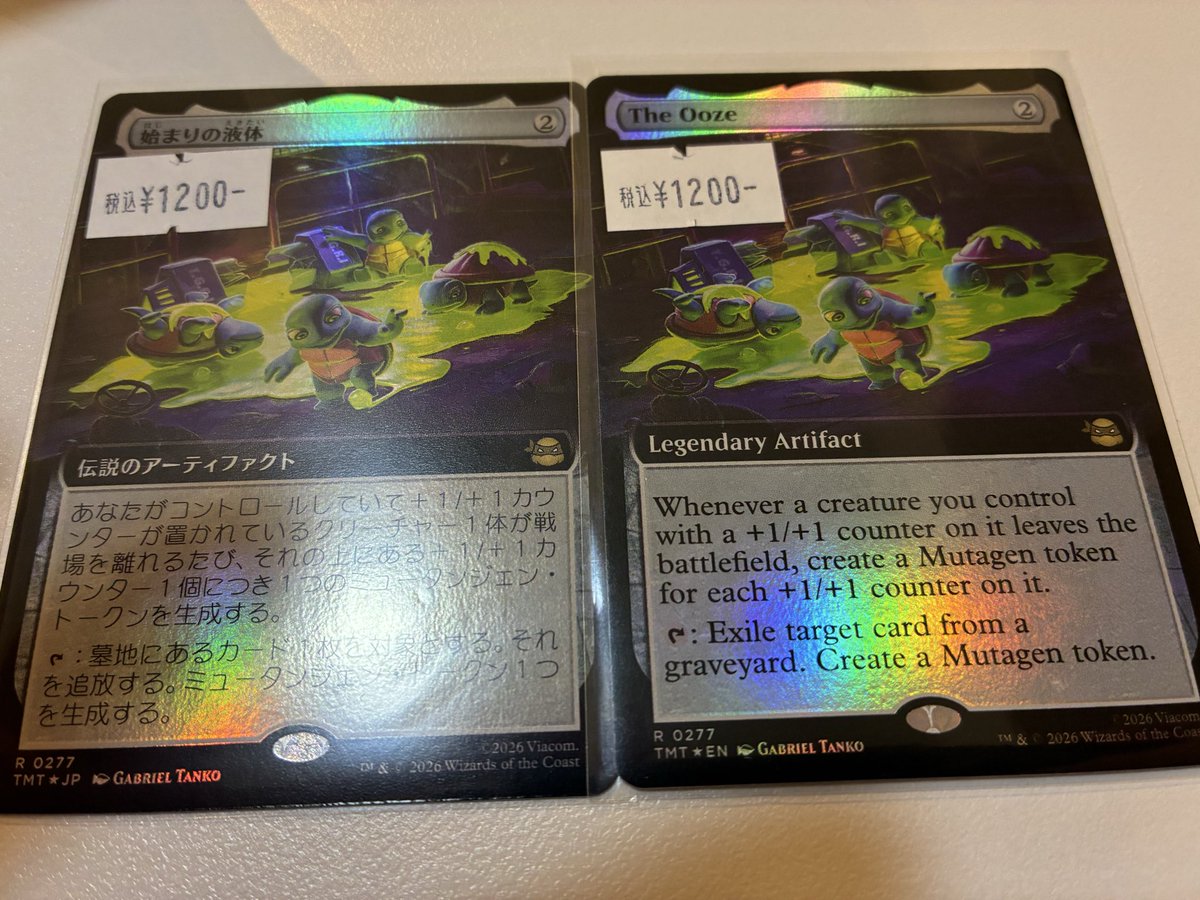 始まりの液体
2
税込¥1200-
伝説のアーティファクト
あなたがコントロールしていて+1/+1カウ
ンターが置かれているクリーチャー1体が戦
場を離れるたび、それの上にある+1/+1カ
ウンター1個につき1つのミュータンジェン・
トークンを生成する。
:墓地にあるカード1枚を対象とする。それ
を追放する。ミュータンジェン・トークン1つ
を生成する。
R 0277
TMT★JP GABRIEL TANKO
©2026 Viacom.
™ & © 2026 Wizards of the Coast
The Ooze
2
税込¥1200-
Legendary Artifact
Whenever a creature you control
with a +1/+1 counter on it leaves the
battlefield, create a Mutagen token
for each +1/+1 counter on it.
: Exile target card from a
graveyard. Create a Mutagen token.
R 0277
TMT★EN GABRIEL TANKO
©2026 Viacom
™ & © 2026 Wizards of the Coast